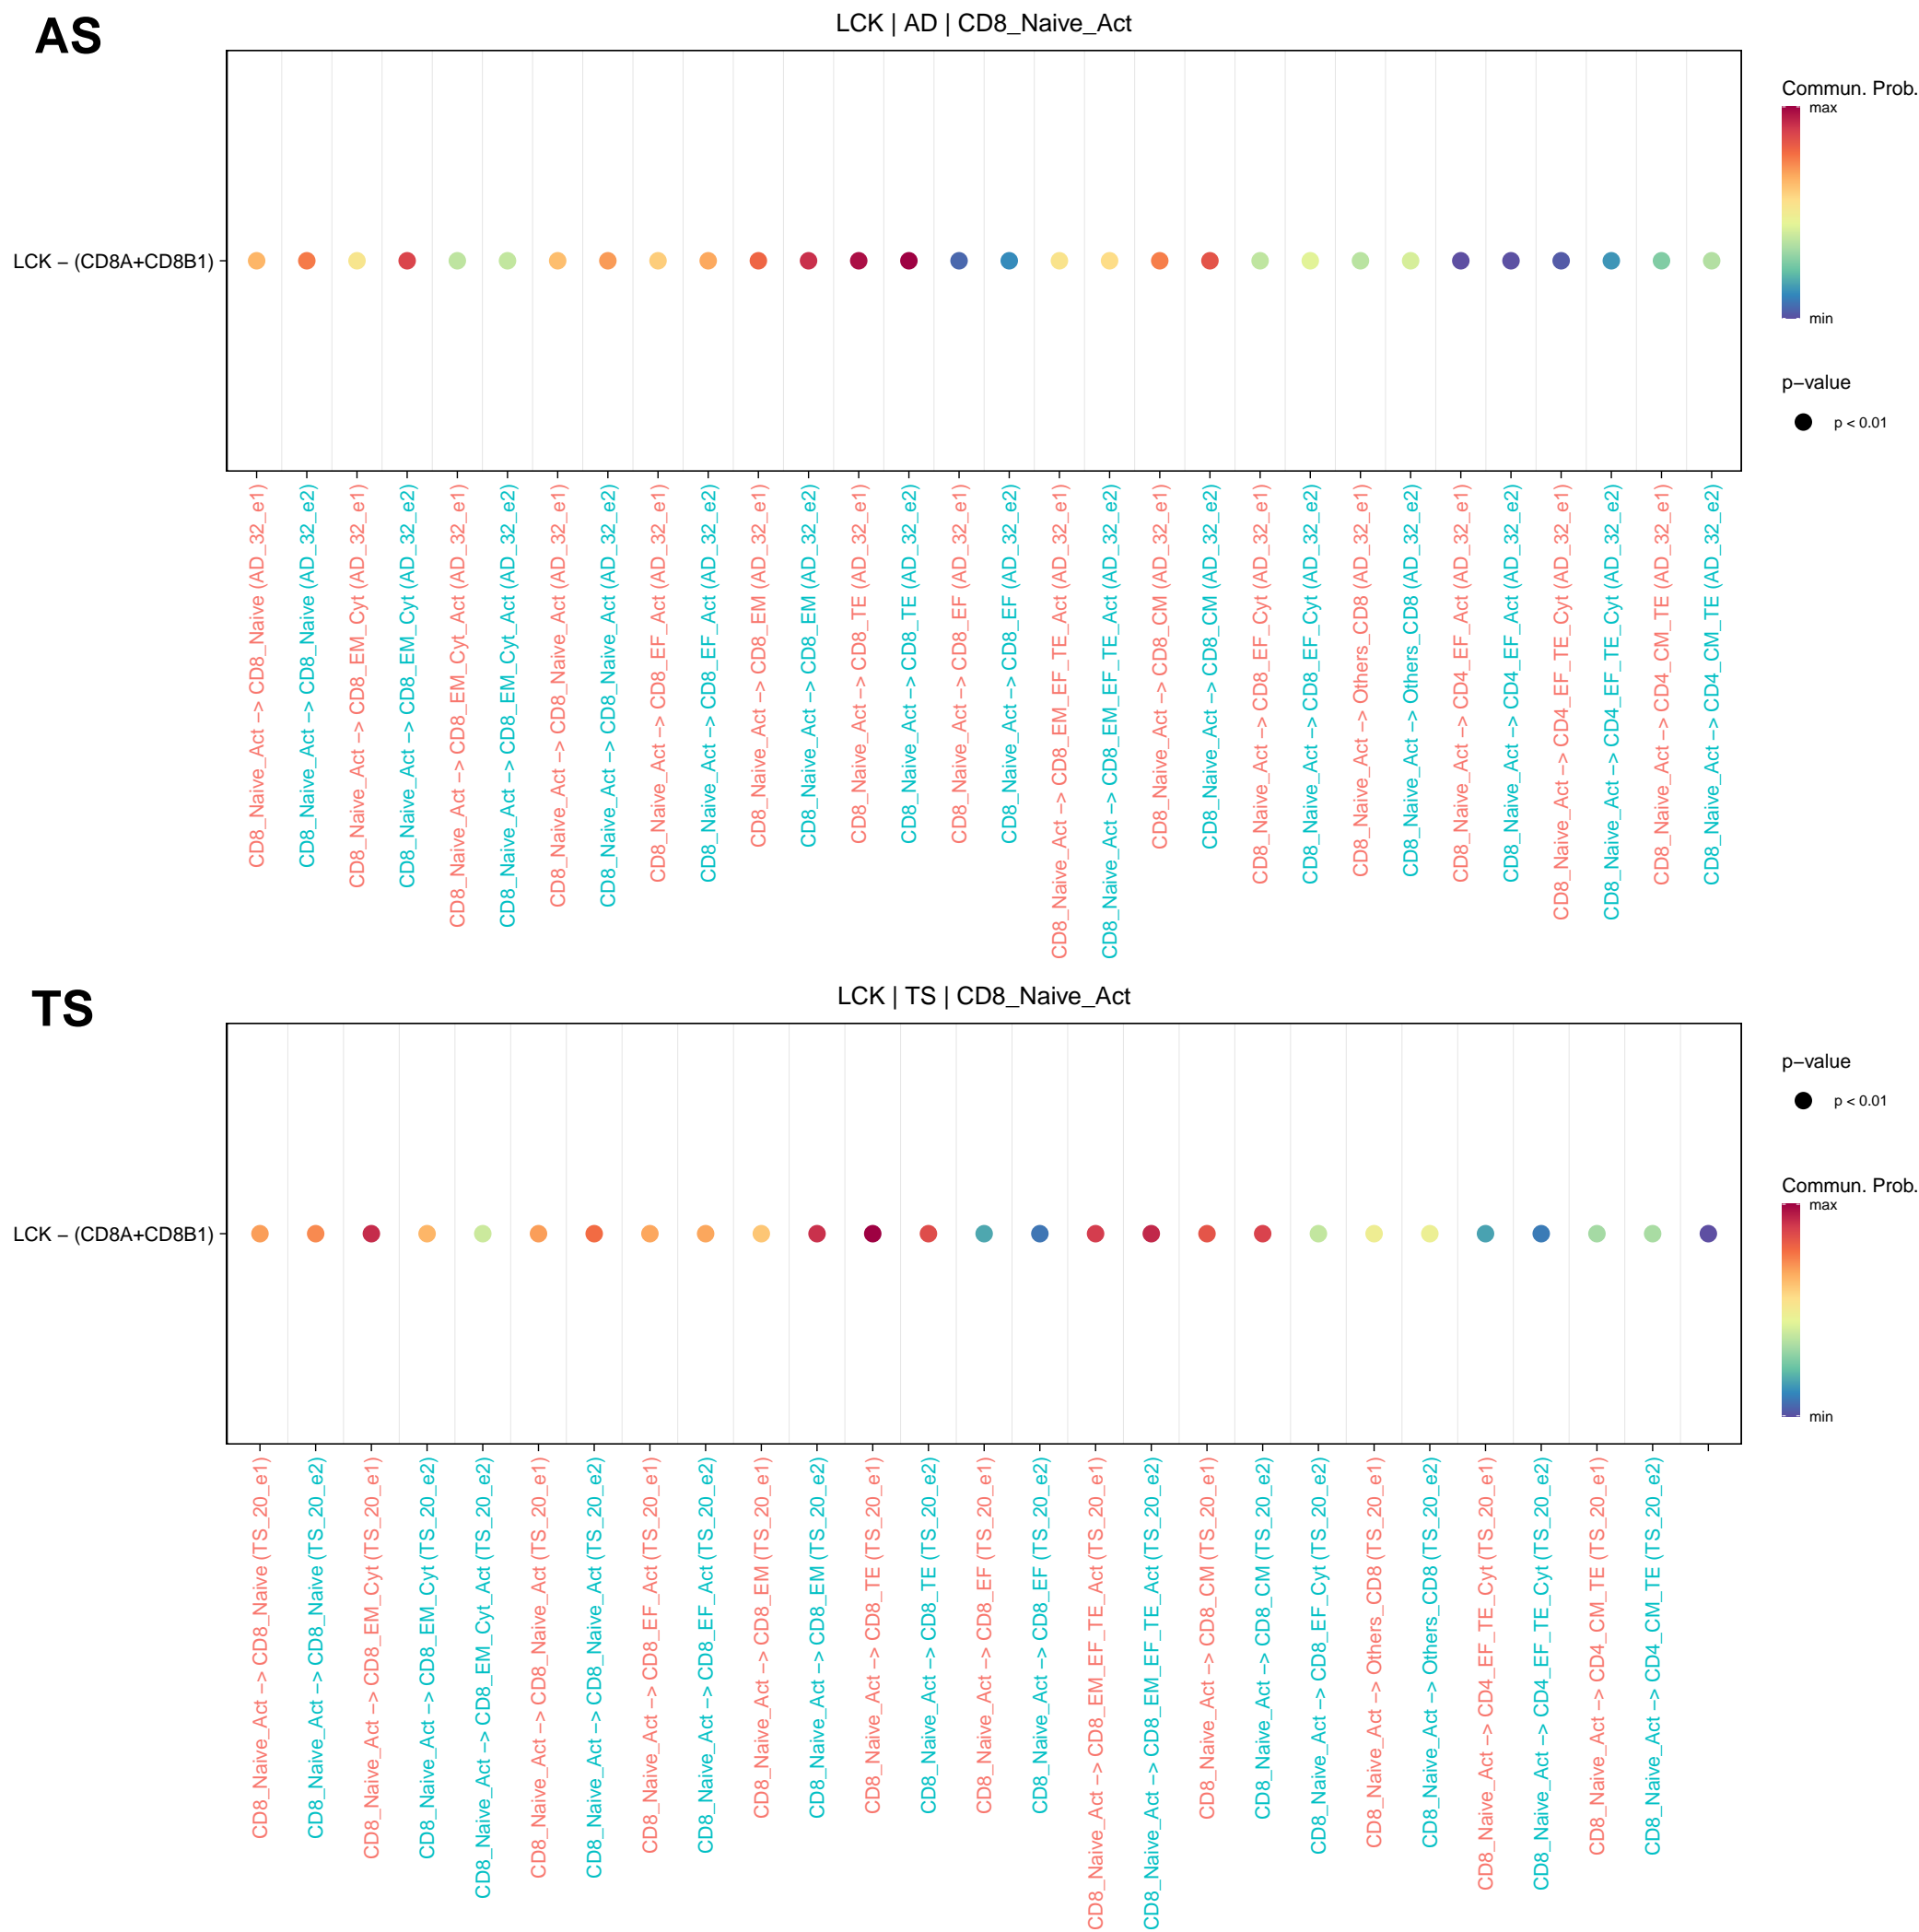 AS
LCK | AD | CD8_Naive_Act
LCK − (CD8A+CD8B1)
Commun. Prob.
max
min
p−value
p < 0.01
CD8_Naive_Act −> CD8_Naive (AD_32_e1)
CD8_Naive_Act −> CD8_Naive (AD_32_e2)
CD8_Naive_Act −> CD8_EM_Cyt (AD_32_e1)
CD8_Naive_Act −> CD8_EM_Cyt (AD_32_e2)
CD8_Naive_Act −> CD8_EM_Cyt_Act (AD_32_e1)
CD8_Naive_Act −> CD8_EM_Cyt_Act (AD_32_e2)
CD8_Naive_Act −> CD8_Naive_Act (AD_32_e1)
CD8_Naive_Act −> CD8_Naive_Act (AD_32_e2)
CD8_Naive_Act −> CD8_EF_Act (AD_32_e1)
CD8_Naive_Act −> CD8_EF_Act (AD_32_e2)
CD8_Naive_Act −> CD8_EM (AD_32_e1)
CD8_Naive_Act −> CD8_EM (AD_32_e2)
CD8_Naive_Act −> CD8_TE (AD_32_e1)
CD8_Naive_Act −> CD8_TE (AD_32_e2)
CD8_Naive_Act −> CD8_EF (AD_32_e1)
CD8_Naive_Act −> CD8_EF (AD_32_e2)
CD8_Naive_Act −> CD8_EM_EF_TE_Act (AD_32_e1)
CD8_Naive_Act −> CD8_EM_EF_TE_Act (AD_32_e2)
CD8_Naive_Act −> CD8_CM (AD_32_e1)
CD8_Naive_Act −> CD8_CM (AD_32_e2)
CD8_Naive_Act −> CD8_EF_Cyt (AD_32_e1)
CD8_Naive_Act −> CD8_EF_Cyt (AD_32_e2)
CD8_Naive_Act −> Others_CD8 (AD_32_e1)
CD8_Naive_Act −> Others_CD8 (AD_32_e2)
CD8_Naive_Act −> CD4_EF_Act (AD_32_e1)
CD8_Naive_Act −> CD4_EF_Act (AD_32_e2)
CD8_Naive_Act −> CD4_EF_TE_Cyt (AD_32_e1)
CD8_Naive_Act −> CD4_EF_TE_Cyt (AD_32_e2)
CD8_Naive_Act −> CD4_CM_TE (AD_32_e1)
CD8_Naive_Act −> CD4_CM_TE (AD_32_e2)
TS
LCK | TS | CD8_Naive_Act
LCK − (CD8A+CD8B1)
p−value
p < 0.01
Commun. Prob.
max
min
CD8_Naive_Act −> CD8_Naive (TS_20_e1)
CD8_Naive_Act −> CD8_Naive (TS_20_e2)
CD8_Naive_Act −> CD8_EM_Cyt (TS_20_e1)
CD8_Naive_Act −> CD8_EM_Cyt (TS_20_e2)
CD8_Naive_Act −> CD8_EM_Cyt_Act (TS_20_e2)
CD8_Naive_Act −> CD8_Naive_Act (TS_20_e1)
CD8_Naive_Act −> CD8_Naive_Act (TS_20_e2)
CD8_Naive_Act −> CD8_EF_Act (TS_20_e1)
CD8_Naive_Act −> CD8_EF_Act (TS_20_e2)
CD8_Naive_Act −> CD8_EM (TS_20_e1)
CD8_Naive_Act −> CD8_EM (TS_20_e2)
CD8_Naive_Act −> CD8_TE (TS_20_e1)
CD8_Naive_Act −> CD8_TE (TS_20_e2)
CD8_Naive_Act −> CD8_EF (TS_20_e1)
CD8_Naive_Act −> CD8_EF (TS_20_e2)
CD8_Naive_Act −> CD8_EM_EF_TE_Act (TS_20_e1)
CD8_Naive_Act −> CD8_EM_EF_TE_Act (TS_20_e2)
CD8_Naive_Act −> CD8_CM (TS_20_e1)
CD8_Naive_Act −> CD8_CM (TS_20_e2)
CD8_Naive_Act −> CD8_EF_Cyt (TS_20_e2)
CD8_Naive_Act −> Others_CD8 (TS_20_e1)
CD8_Naive_Act −> Others_CD8 (TS_20_e2)
CD8_Naive_Act −> CD4_EF_TE_Cyt (TS_20_e1)
CD8_Naive_Act −> CD4_EF_TE_Cyt (TS_20_e2)
CD8_Naive_Act −> CD4_CM_TE (TS_20_e1)
CD8_Naive_Act −> CD4_CM_TE (TS_20_e2)